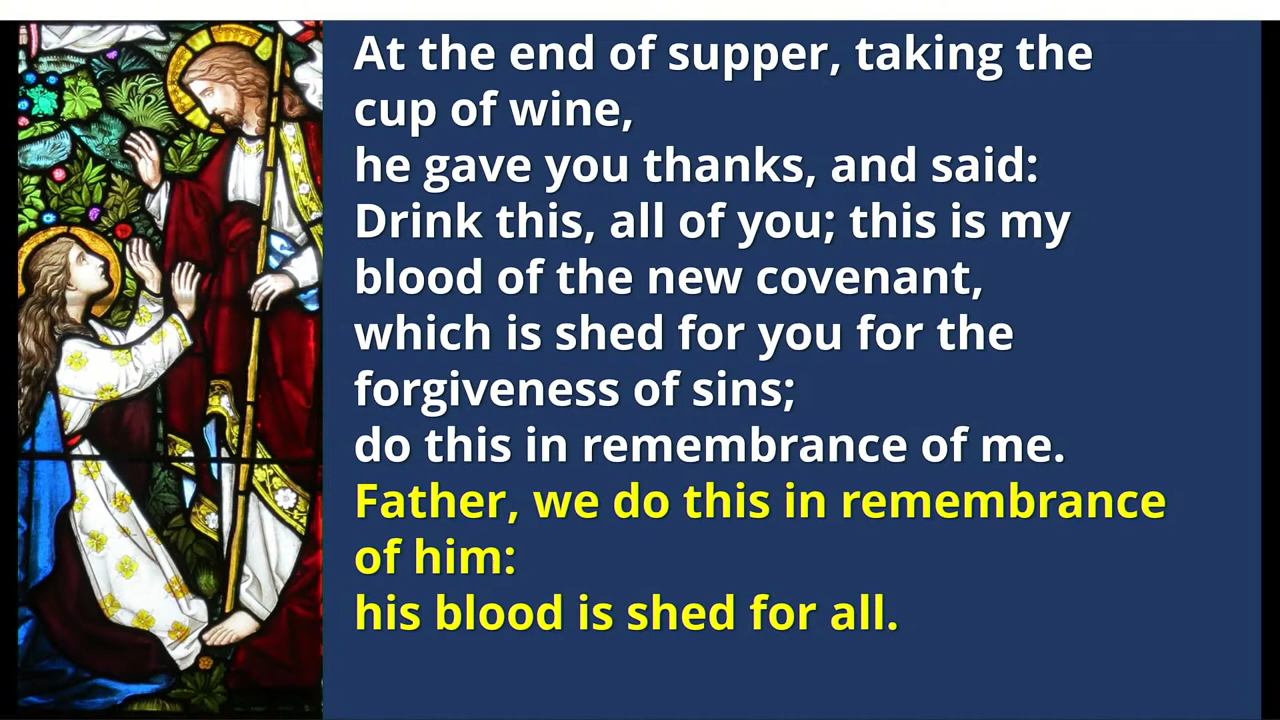 At the end of supper, taking the
cup of wine,
he gave you thanks, and said:
Drink this, all of you; this is my
blood of the new covenant,
which is shed for you for the
forgiveness of sins;
do this in remembrance of me.
Father, we do this in remembrance
of him:
his blood is shed for all.